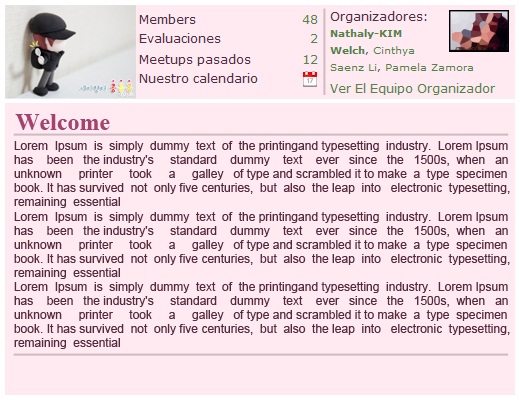 Members 48
Evaluaciones 2
Meetups pasados 12
Nuestro calendario
17
Organizadores:
Nathaly-KIM
Welch, Cinthya
Saenz Li, Pamela Zamora
Ver El Equipo Organizador
Welcome
Lorem Ipsum is simply dummy text of the printingand typesetting industry. Lorem Ipsum
has been the industry's standard dummy text ever since the 1500s, when an
unknown printer took a galley of type and scrambled it to make a type specimen
book. It has survived not only five centuries, but also the leap into electronic typesetting,
remaining essential
Lorem Ipsum is simply dummy text of the printingand typesetting industry. Lorem Ipsum
has been the industry's standard dummy text ever since the 1500s, when an
unknown printer took a galley of type and scrambled it to make a type specimen
book. It has survived not only five centuries, but also the leap into electronic typesetting,
remaining essential
Lorem Ipsum is simply dummy text of the printingand typesetting industry. Lorem Ipsum
has been the industry's standard dummy text ever since the 1500s, when an
unknown printer took a galley of type and scrambled it to make a type specimen
book. It has survived not only five centuries, but also the leap into electronic typesetting,
remaining essential